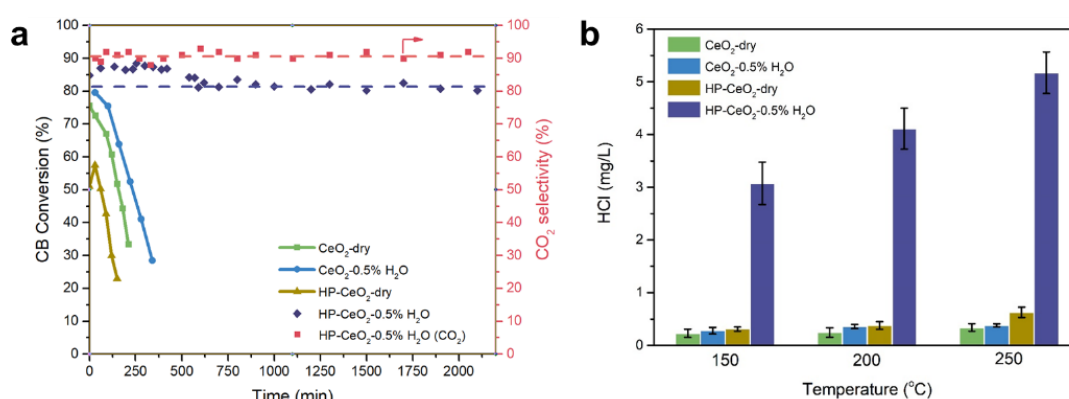 a
100
90
80
70
60
50
40
30
20
10
0
CB Conversion (%)
0 250 500 750 1000 1250 1500 1750 2000
Time (min)
100
90
80
70
60
50
40
30
20
10
0
CO₂ selectivity (%)
CeO₂-dry
CeO₂-0.5% H₂O
HP-CeO₂-dry
HP-CeO₂-0.5% H₂O
HP-CeO₂-0.5% H₂O (CO₂)
b
6
5
4
3
2
1
0
HCl (mg/L)
CeO₂-dry
CeO₂-0.5% H₂O
HP-CeO₂-dry
HP-CeO₂-0.5% H₂O
150 200 250
Temperature (°C)